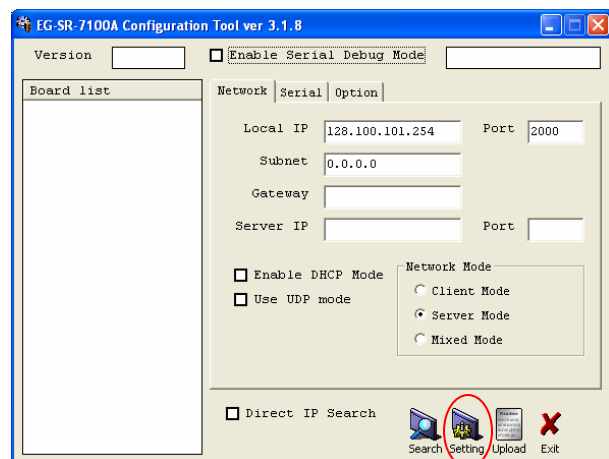 EG-SR-7100A Configuration Tool ver 3.1.8
Version
Enable Serial Debug Mode
Board list
Network Serial Option
Local IP 128.100.101.254 Port 2000
Subnet 0.0.0.0
Gateway
Server IP Port
Enable DHCP Mode
Use UDP mode
Network Mode
Client Mode
Server Mode
Mixed Mode
Direct IP Search
Search Setting Upload Exit